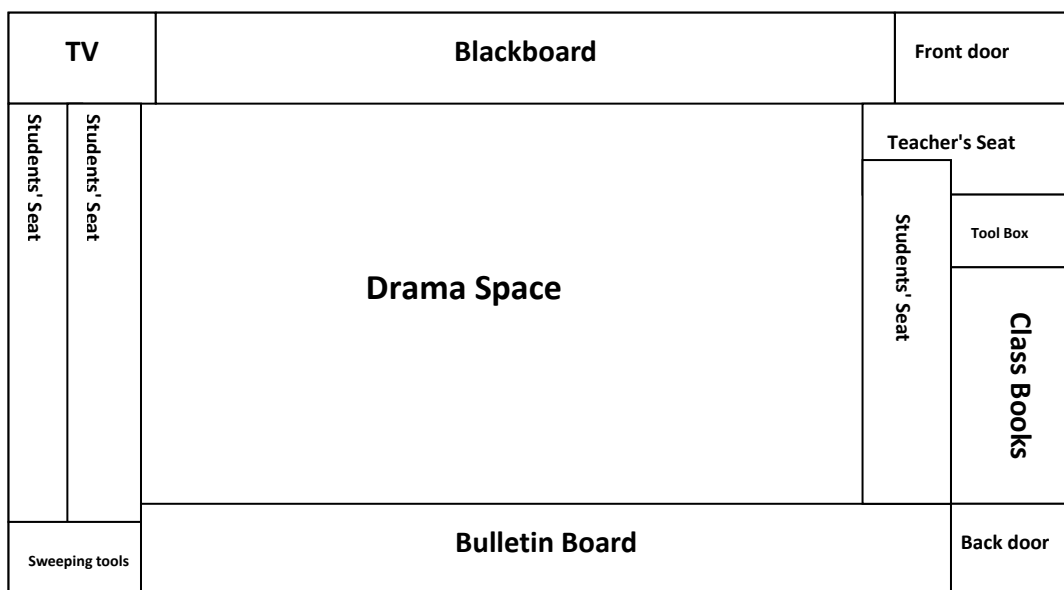 TV
Blackboard
Front door
Students' Seat
Students' Seat
Teacher's Seat
Students' Seat
Tool Box
Drama Space
Class Books
Bulletin Board
Back door
Sweeping tools